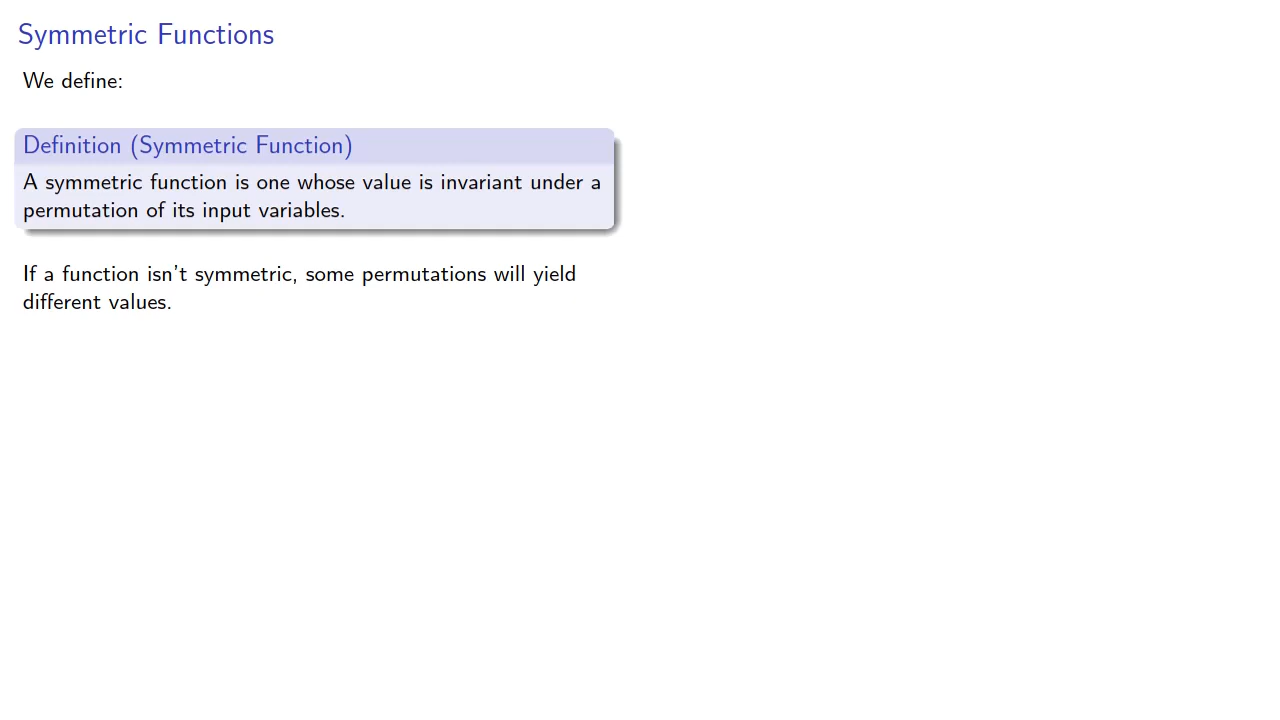 Symmetric Functions
We define:
Definition (Symmetric Function)
A symmetric function is one whose value is invariant under a
permutation of its input variables.
If a function isn't symmetric, some permutations will yield
different values.